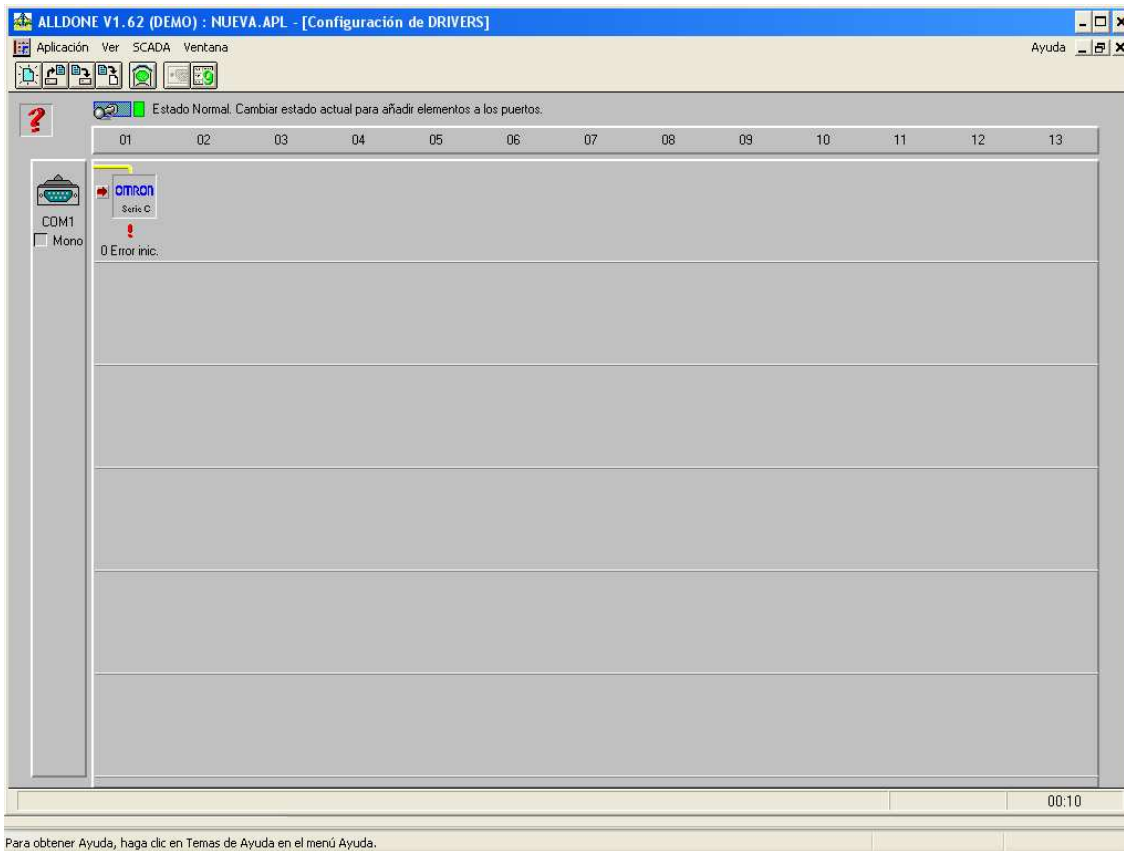 ALLDONE V1.62 (DEMO) : NUEVA.APL - [Configuración de DRIVERS]
Aplicación Ver SCADA Ventana Ayuda
Estado Normal. Cambiar estado actual para añadir elementos a los puertos.
01 02 03 04 05 06 07 08 09 10 11 12 13
omron
Serie C
COM1
Mono
0 Error inic.
00:10
Para obtener Ayuda, haga clic en Temas de Ayuda en el menú Ayuda.